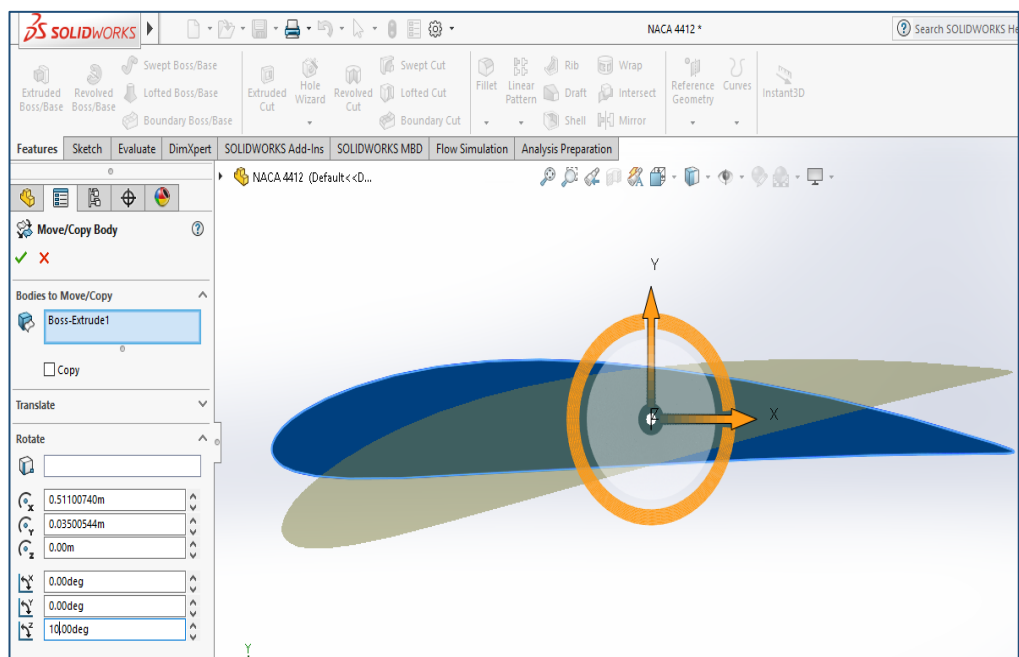 SOLIDWORKS
NACA 4412 *
Search SOLIDWORKS He
Extruded Boss/Base
Revolved Boss/Base
Swept Boss/Base
Lofted Boss/Base
Boundary Boss/Base
Extruded Cut
Hole Wizard
Revolved Cut
Swept Cut
Lofted Cut
Boundary Cut
Fillet
Linear Pattern
Rib
Draft
Shell
Wrap
Intersect
Mirror
Reference Geometry
Curves
Instant3D
Features Sketch Evaluate DimXpert SOLIDWORKS Add-Ins SOLIDWORKS MBD Flow Simulation Analysis Preparation
NACA 4412 (Default<<D...
Move/Copy Body
Bodies to Move/Copy
Boss-Extrude1
Copy
Translate
Rotate
X 0.51100740m
Y 0.03500544m
Z 0.00m
X 0.00deg
Y 0.00deg
Z 10.00deg
Y
X
Z
Y